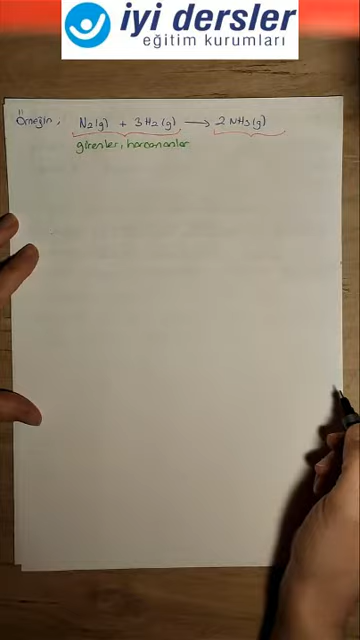 iyi dersler
eğitim kurumları
Örneğin, N₂(g) + 3H₂(g) → 2NH₃(g)
girenler, harcananlar